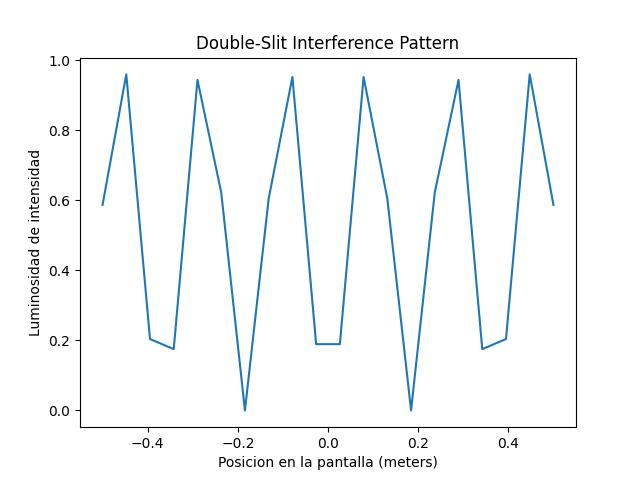 Double-Slit Interference Pattern
1.0
0.8
0.6
0.4
0.2
0.0
Luminosidad de intensidad
−0.4 −0.2 0.0 0.2 0.4
Posicion en la pantalla (meters)